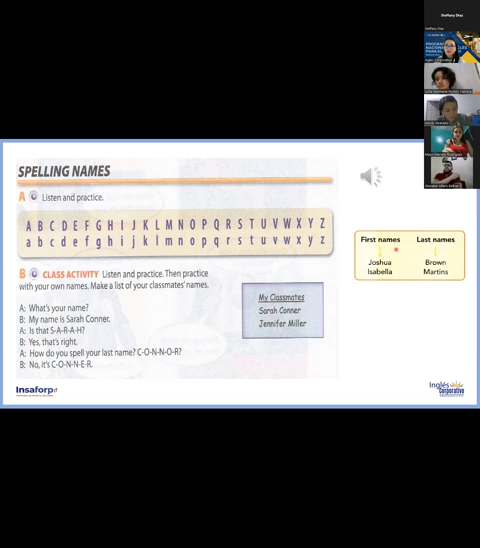 Steffany Diaz
Steffany Diaz
SPELLING NAMES
A Listen and practice.
A B C D E F G H I J K L M N O P Q R S T U V W X Y Z
a b c d e f g h i j k l m n o p q r s t u v w x y z
B CLASS ACTIVITY Listen and practice. Then practice
with your own names. Make a list of your classmates' names.
A: What's your name?
B: My name is Sarah Conner.
A: Is that S-A-R-A-H?
B: Yes, that's right.
A: How do you spell your last name? C-O-N-N-O-R?
B: No, it's C-O-N-N-E-R.
My Classmates
Sarah Conner
Jennifer Miller
First names Last names
Joshua Brown
Isabella Martins
Insaforp
Inglés
Corporativo